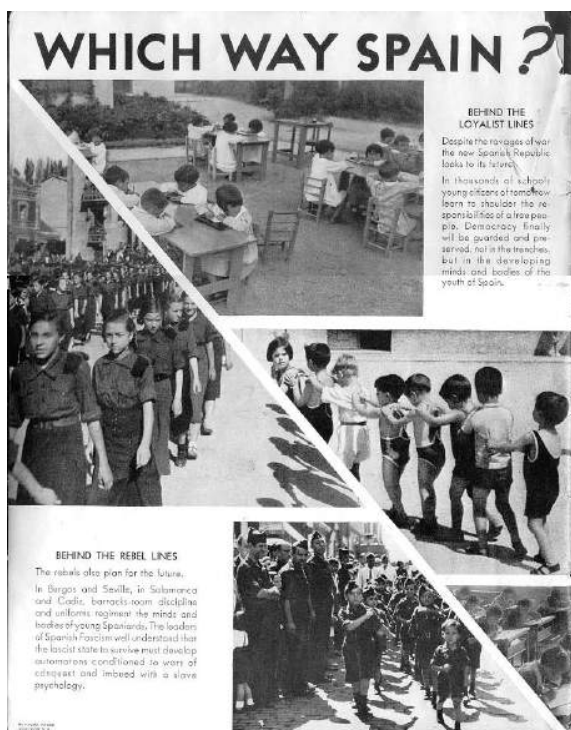 WHICH WAY SPAIN?
BEHIND THE
LOYALIST LINES
Despite the ravages of war
the new Spanish Republic
looks to its future.
In thousands of schools
young citizens of tomorrow
learn to shoulder the re-
sponsibilities of a free peo-
ple. Democracy finally
will be guarded and pre-
served, not in the trenches,
but in the developing
minds and bodies of the
youth of Spain.
BEHIND THE REBEL LINES
The rebels also plan for the future.
In Burgos and Seville, in Salamanca
and Cadiz, barracks-room discipline
and uniforms regiment the minds and
bodies of young Spaniards. The leaders
of Spanish Fascism well understand that
the fascist state to survive must develop
automatons conditioned to wars of
conquest and imbued with a slave
psychology.